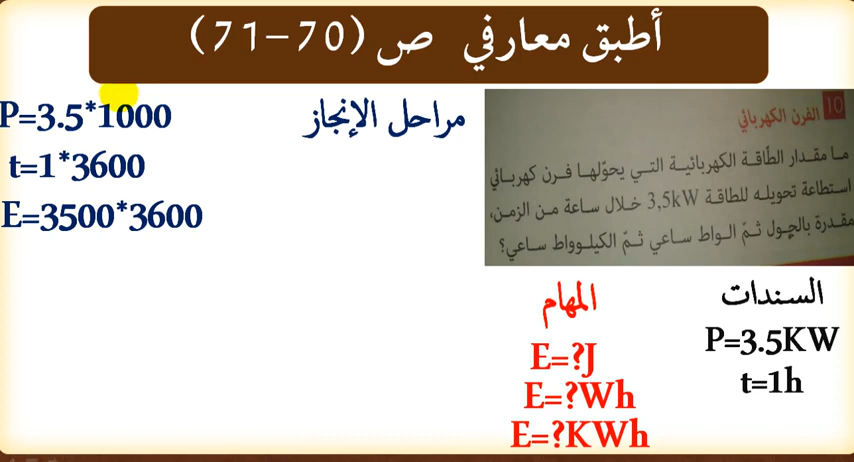 أطبق معارفي ص (70-71)
10 الفرن الكهربائي
ما مقدار الطّاقة الكهربائية التي يحوّلها فرن كهربائي
استطاعة تحويله للطاقة 3,5kW خلال ساعة من الزمن،
مقدرة بالجول ثمّ الواط ساعي ثمّ الكيلوواط ساعي؟
مراحل الإنجاز
P=3.5*1000
t=1*3600
E=3500*3600
السندات
P=3.5KW
t=1h
المهام
E=?J
E=?Wh
E=?KWh